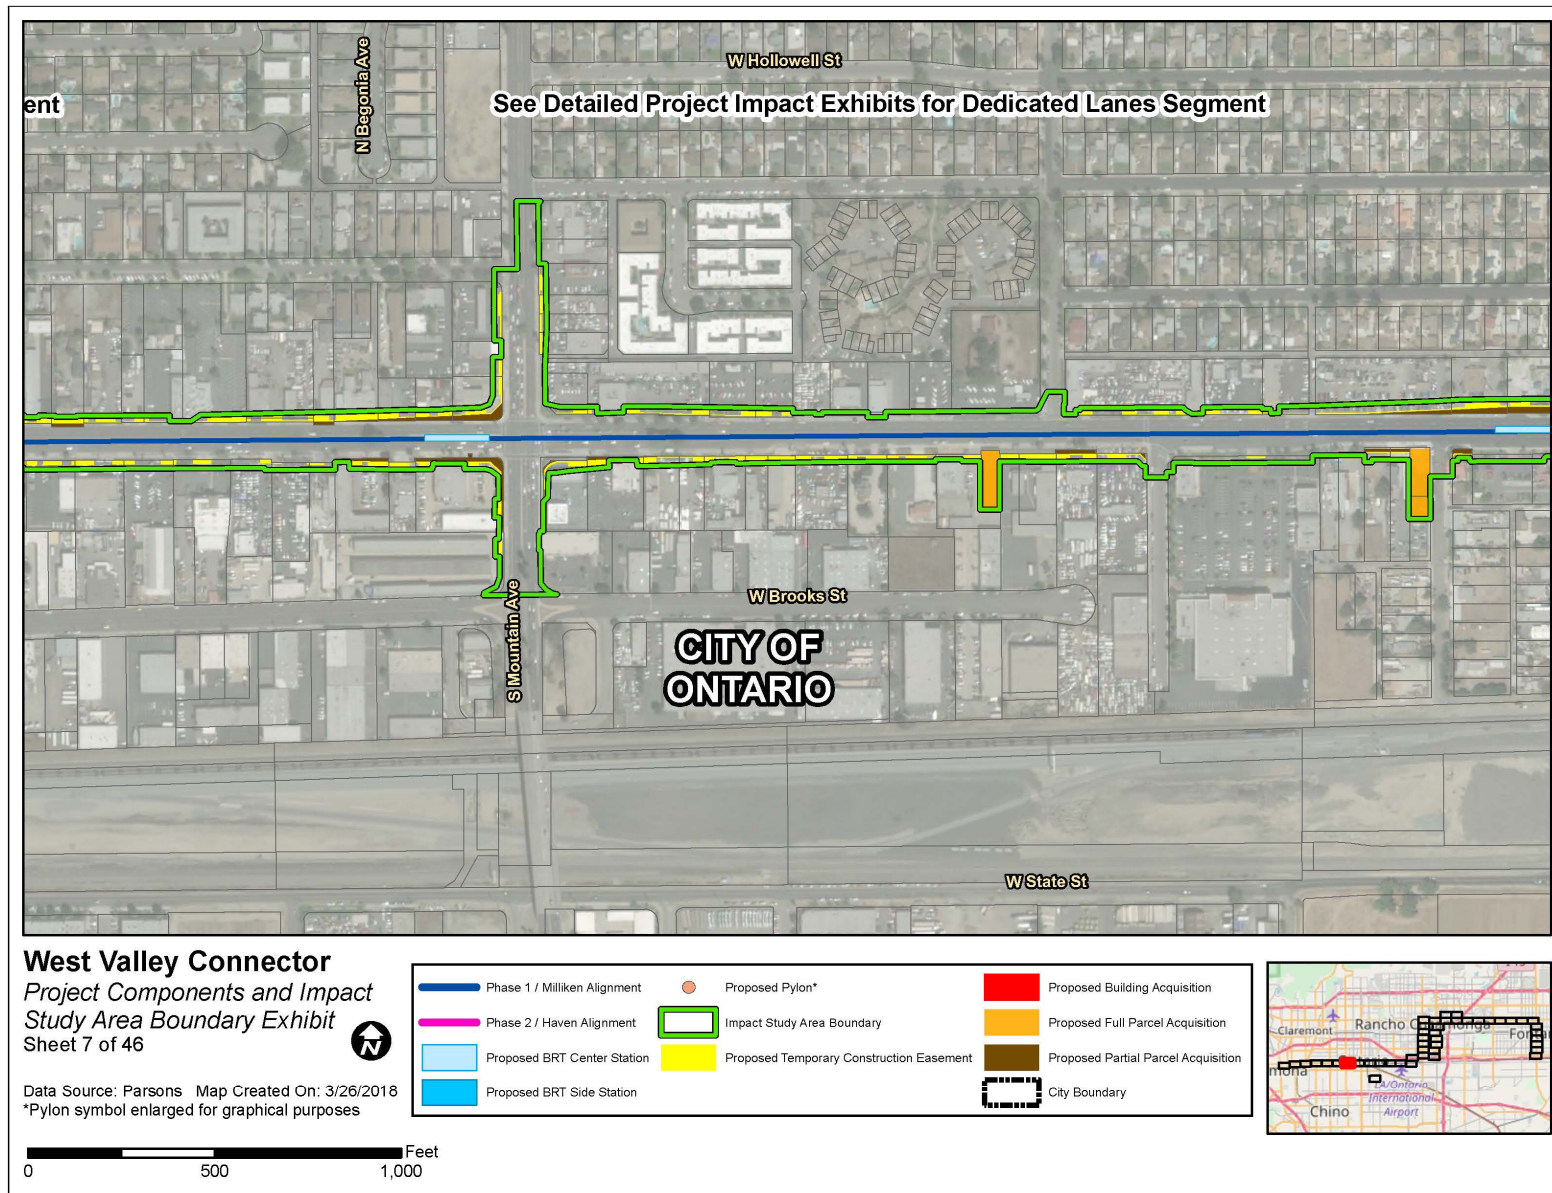 N Begonia Ave
W Hollowell St
ent
See Detailed Project Impact Exhibits for Dedicated Lanes Segment
S Mountain Ave
W Brooks St
CITY OF
ONTARIO
W State St
West Valley Connector
Project Components and Impact
Study Area Boundary Exhibit
Sheet 7 of 46
N
Data Source: Parsons Map Created On: 3/26/2018
*Pylon symbol enlarged for graphical purposes
0 500 1,000 Feet
Phase 1 / Milliken Alignment
Phase 2 / Haven Alignment
Proposed BRT Center Station
Proposed BRT Side Station
Proposed Pylon*
Impact Study Area Boundary
Proposed Temporary Construction Easement
Proposed Building Acquisition
Proposed Full Parcel Acquisition
Proposed Partial Parcel Acquisition
City Boundary
Claremont
Rancho
mona
Chino
LA/Ontario
International
Airport